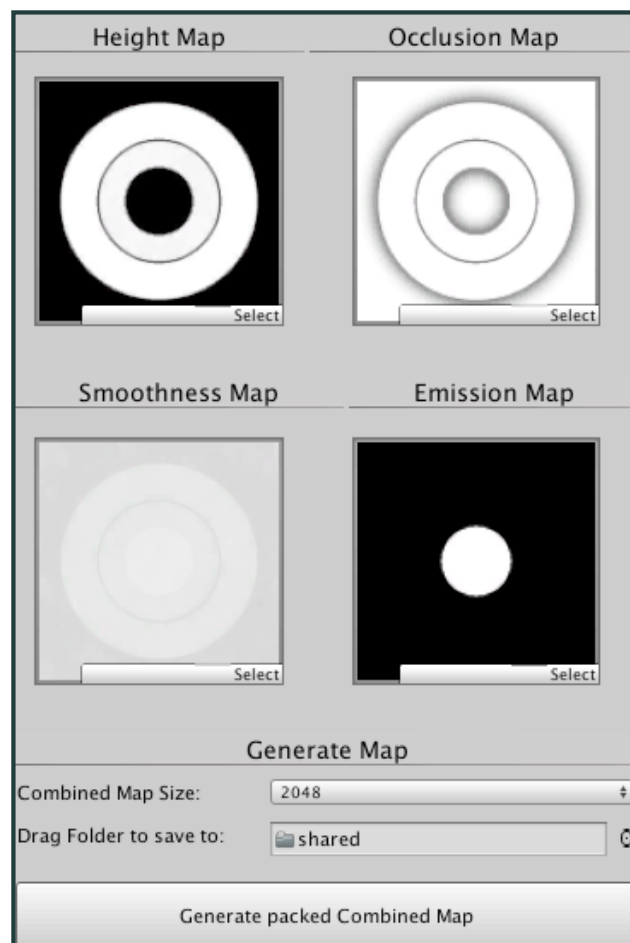 Height Map Occlusion Map
Select Select
Smoothness Map Emission Map
Select Select
Generate Map
Combined Map Size: 2048
Drag Folder to save to: shared
Generate packed Combined Map